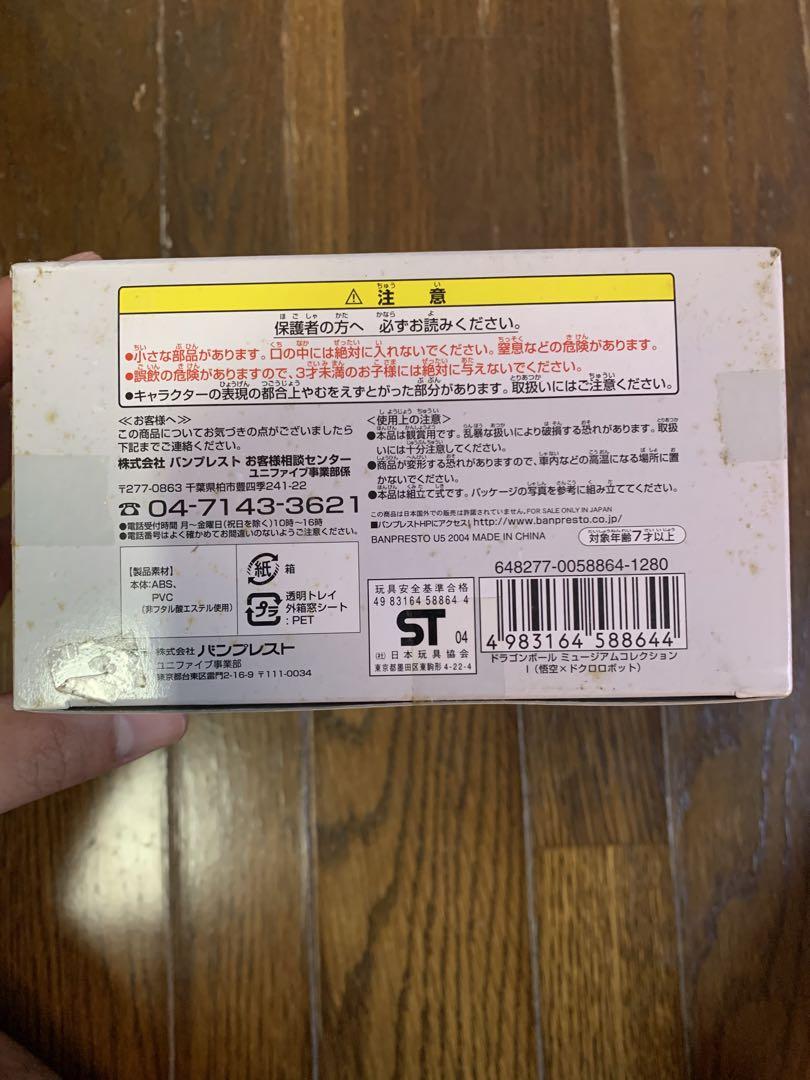 ⚠ 注意
保護者の方へ 必ずお読みください。
●小さな部品があります。口の中には絶対に入れないでください。窒息などの危険があります。
●誤飲の危険がありますので、3才未満のお子様には絶対に与えないでください。
●キャラクターの表現の都合上やむをえずとがった部分があります。取扱いにはご注意ください。
≪お客様へ≫
この商品についてお気づきの点がございましたら
下記までご連絡ください。
株式会社 バンプレスト お客様相談センター
ユニファイブ事業部係
〒277-0863 千葉県柏市豊四季241-22
☎ 04-7143-3621
●電話受付時間 月～金曜日(祝日を除く)10時～16時
●電話番号はよく確かめてお間違いのないようご注意ください。
<使用上の注意>
●本品は観賞用です。乱暴な扱いにより破損する恐れがあります。取扱
いには十分注意してください。
●商品が変形する恐れがありますので、車内などの高温になる場所に置
かないでください。
●本品は組立て式です。パッケージの写真を参考に組み立ててください。
この商品は日本国外での販売は許諾されていません。FOR SALE ONLY IN JAPAN
■バンプレストHPにアクセス! http://www.banpresto.co.jp/
BANPRESTO U5 2004 MADE IN CHINA
対象年齢7才以上
【製品素材】
本体:ABS、
PVC
(非フタル酸エステル使用)
紙 箱
プラ 透明トレイ
外箱窓シート
:PET
株式会社 バンプレスト
ユニファイブ事業部
東京都台東区雷門2-16-9 〒111-0034
玩具安全基準合格
49 83164 58864 4
ST 04
(社)日本玩具協会
東京都墨田区東駒形4-22-4
648277-0058864-1280
4 983164 588644
ドラゴンボール ミュージアムコレクション
I(悟空×ドクロロボット)